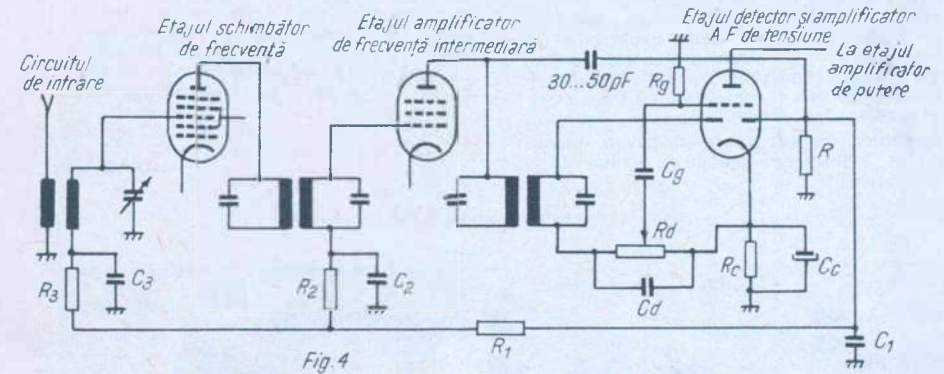 Circuitul
de intrare
Etajul schimbător
de frecvență
Etajul amplificator
de frecvență intermediară
Etajul detector și amplificator
A.F. de tensiune
La etajul
amplificator
de putere
30...50pF
Rg
Cg
R
Rd
Rc
Cc
Cd
R3
C3
R2
C2
R1
C1
Fig.4